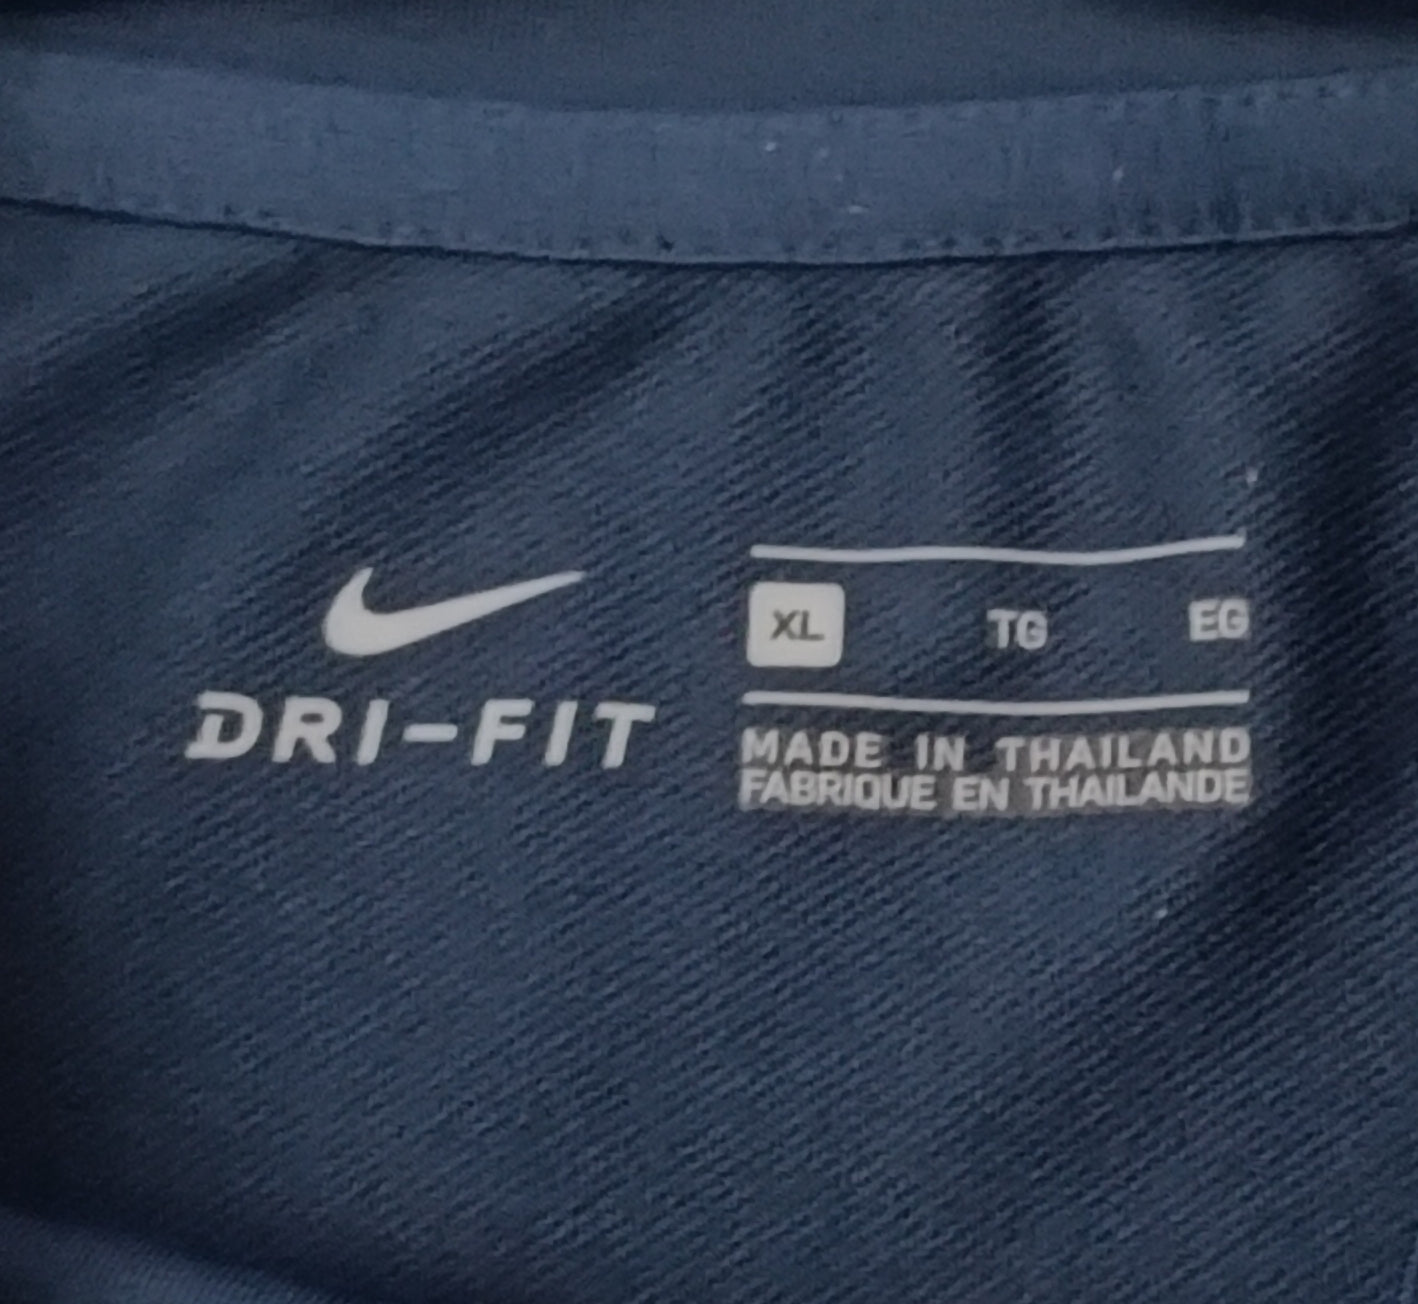 DRI-FIT
XL TG EG
MADE IN THAILAND
FABRIQUE EN THAILANDE